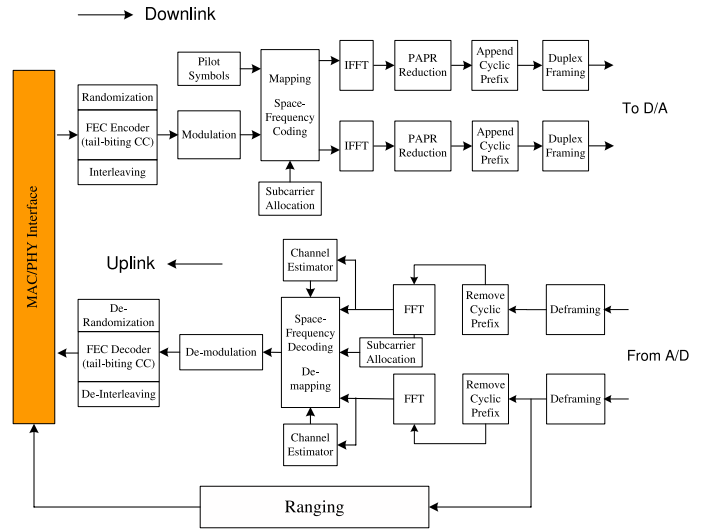 Downlink
Pilot
Symbols
Mapping
Space-
Frequency
Coding
IFFT
PAPR
Reduction
Append
Cyclic
Prefix
Duplex
Framing
To D/A
Randomization
FEC Encoder
(tail-biting CC)
Interleaving
Modulation
IFFT
PAPR
Reduction
Append
Cyclic
Prefix
Duplex
Framing
Subcarrier
Allocation
MAC/PHY Interface
Uplink
Channel
Estimator
De-
Randomization
FEC Decoder
(tail-biting CC)
De-Interleaving
De-modulation
Space-
Frequency
Decoding
De-
mapping
FFT
Remove
Cyclic
Prefix
Deframing
Subcarrier
Allocation
From A/D
FFT
Remove
Cyclic
Prefix
Deframing
Channel
Estimator
Ranging